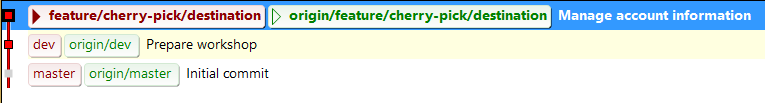 feature/cherry-pick/destination origin/feature/cherry-pick/destination Manage account information
dev origin/dev Prepare workshop
master origin/master Initial commit